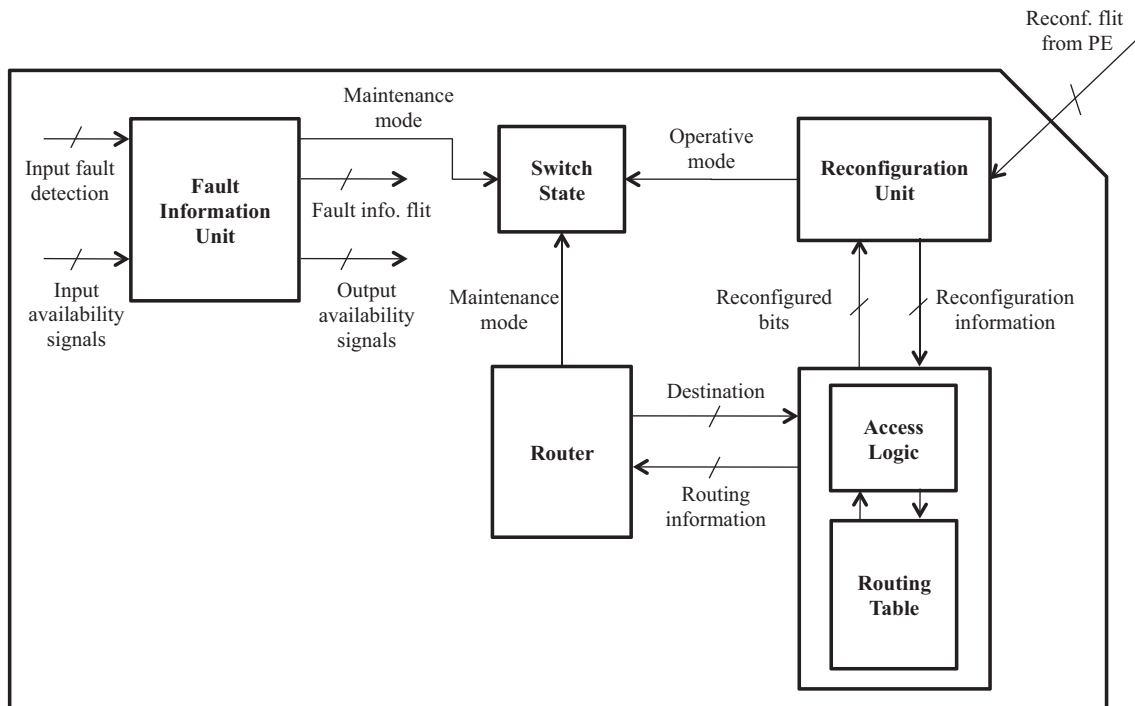 Reconf. flit
from PE
Maintenance
mode
Input fault
detection
Fault
Information
Unit
Fault info. flit
Input
availability
signals
Output
availability
signals
Switch
State
Operative
mode
Reconfiguration
Unit
Maintenance
mode
Reconfigured
bits
Reconfiguration
information
Router
Destination
Routing
information
Access
Logic
Routing
Table